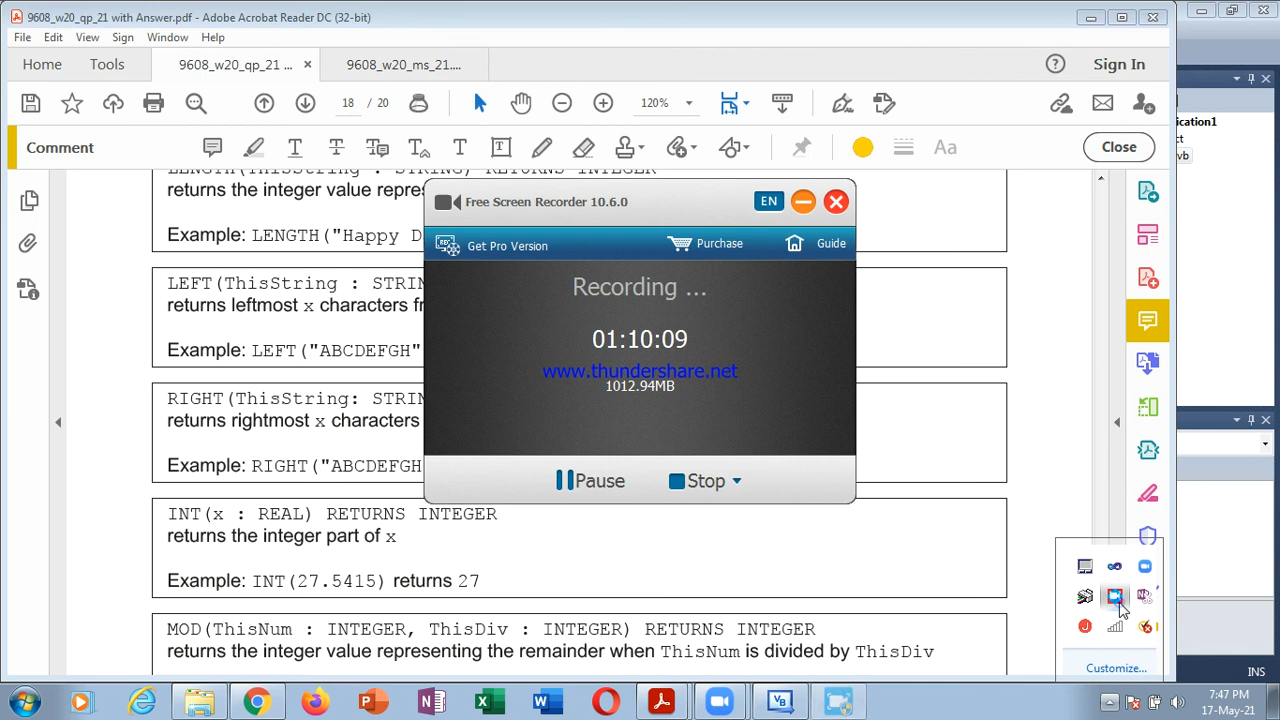 9608_w20_qp_21 with Answer.pdf - Adobe Acrobat Reader DC (32-bit)
File Edit View Sign Window Help
Home Tools 9608_w20_qp_21 ... × 9608_w20_ms_21.... Sign In
18 / 20 120%
Comment Aa Close
ication1
ct
vb
returns the integer value repre
Example: LENGTH("Happy D
LEFT(ThisString : STRIN
returns leftmost x characters fr
Example: LEFT("ABCDEFGH"
RIGHT(ThisString: STRIN
returns rightmost x characters
Example: RIGHT("ABCDEFGH
Free Screen Recorder 10.6.0 EN
Get Pro Version Purchase Guide
Recording ...
01:10:09
www.thundershare.net
1012.94MB
Pause Stop
INT(x : REAL) RETURNS INTEGER
returns the integer part of x
Example: INT(27.5415) returns 27
MOD(ThisNum : INTEGER, ThisDiv : INTEGER) RETURNS INTEGER
returns the integer value representing the remainder when ThisNum is divided by ThisDiv
Customize...
INS
7:47 PM
17-May-21